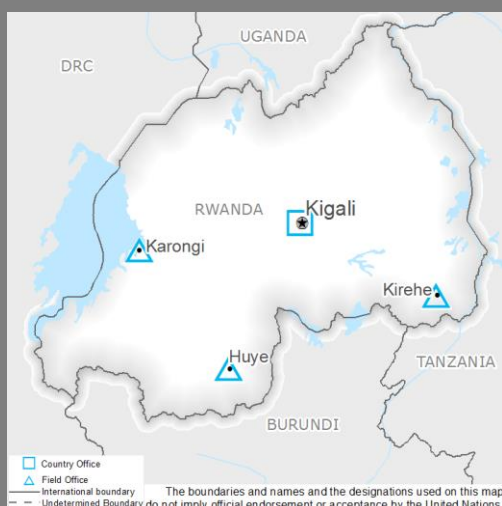 UGANDA
DRC
RWANDA
Kigali
Karongi
Kirehe
Huye
TANZANIA
BURUNDI
Country Office
Field Office
International boundary
Undetermined Boundary
The boundaries and names and the designations used on this map
do not imply official endorsement or acceptance by the United Nations.